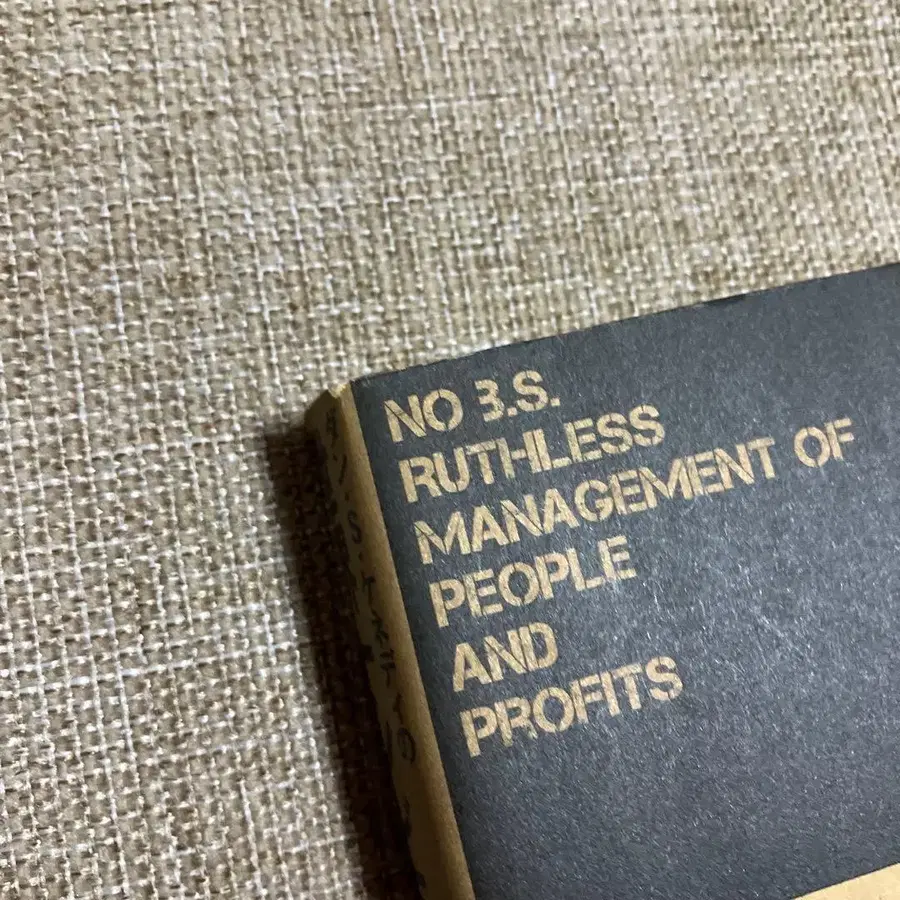 NO B.S.
RUTHLESS
MANAGEMENT OF
PEOPLE
AND
PROFITS